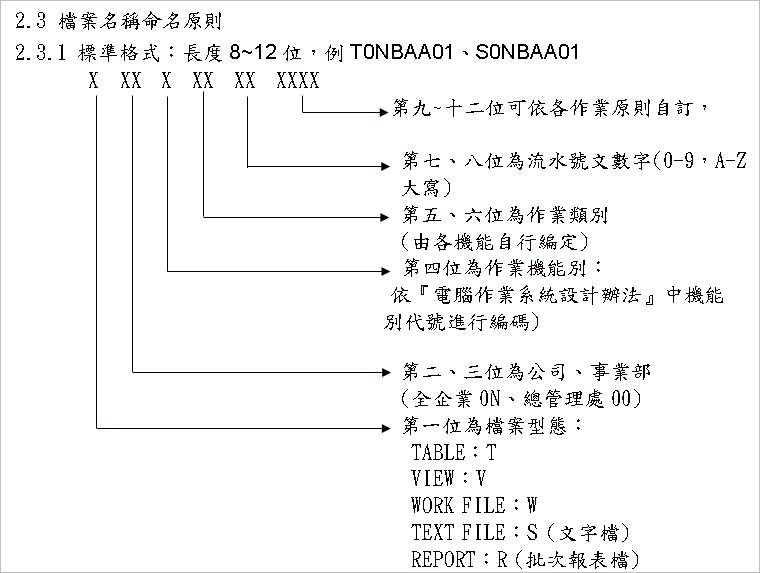 2.3 檔案名稱命名原則
2.3.1 標準格式：長度 8~12 位，例 T0NBAA01、S0NBAA01
X XX X XX XX XXXX
第九~十二位可依各作業原則自訂，
第七、八位為流水號文數字(0-9，A-Z
大寫)
第五、六位為作業類別
(由各機能自行編定)
第四位為作業機能別：
依『電腦作業系統設計辦法』中機能
別代號進行編碼)
第二、三位為公司、事業部
(全企業 0N、總管理處 00)
第一位為檔案型態：
TABLE：T
VIEW：V
WORK FILE：W
TEXT FILE：S (文字檔)
REPORT：R (批次報表檔)